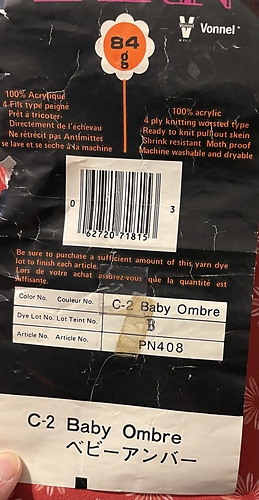 Vonnel
84
g
100% Acrylique
4 Fils type peigné
Prêt à tricoter-
Directement de l'échevau
Ne rétrecit pas Antimittes
se lave et se sèche à la machine
100% acrylic
4 ply knitting worsted type
Ready to knit pull out skein
Shrink resistant Moth proof
Machine washable and dryable
0 62720 71815 3
Be sure to purchase a sufficient amount of this yarn dye
lot to finish each article.
Lors de votre achat assurez-vous que la quantité est
suffisante.
Color No. Couleur No. C-2 Baby Ombre
Dye Lot No. Lot Teint No. B
Article No. Article No. PN408
C-2 Baby Ombre
ベビーアンバー